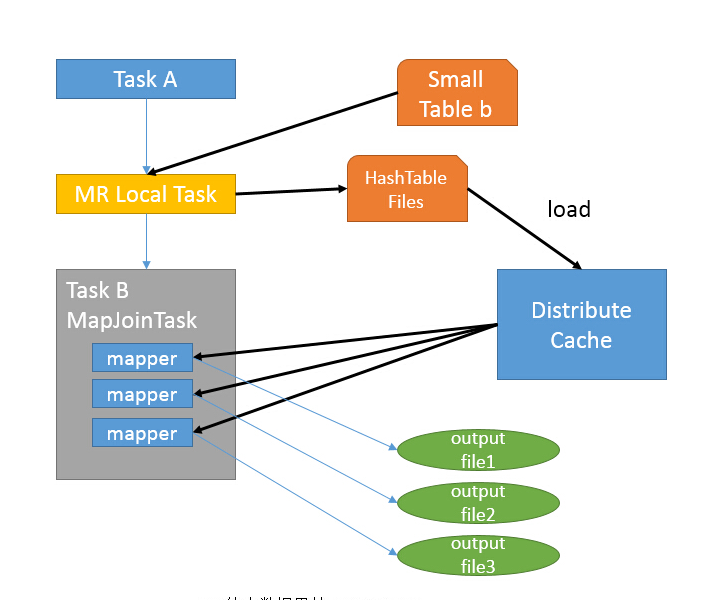 Task A
Small
Table b
MR Local Task
HashTable
Files
load
Task B
MapJoinTask
Distribute
Cache
mapper
mapper
mapper
output
file1
output
file2
output
file3